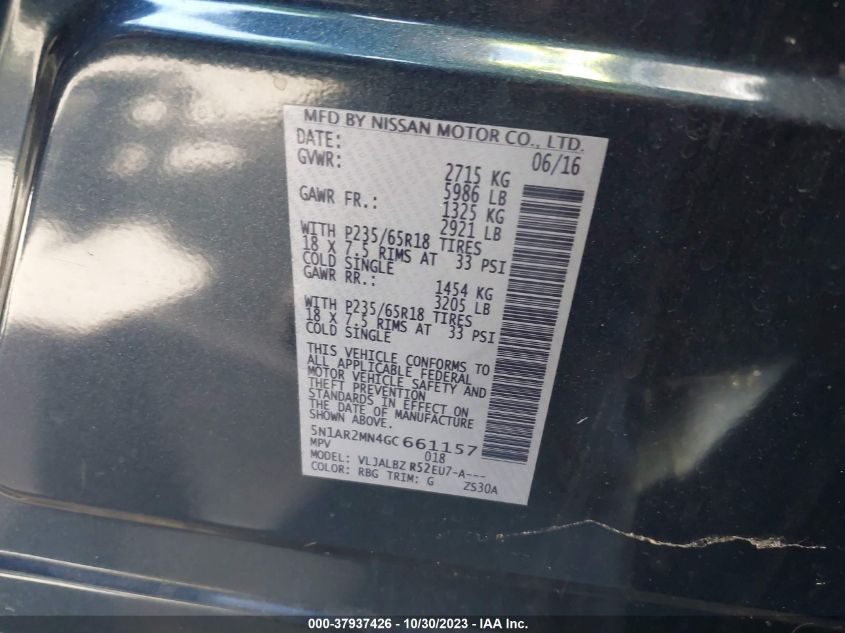 MFD BY NISSAN MOTOR CO., LTD.
DATE: 06/16
GVWR: 2715 KG
5986 LB
GAWR FR.: 1325 KG
2921 LB
WITH P235/65R18 TIRES
18 X 7.5 RIMS AT 33 PSI
COLD SINGLE
GAWR RR.: 1454 KG
3205 LB
WITH P235/65R18 TIRES
18 X 7.5 RIMS AT 33 PSI
COLD SINGLE
THIS VEHICLE CONFORMS TO
ALL APPLICABLE FEDERAL
MOTOR VEHICLE SAFETY AND
THEFT PREVENTION
STANDARDS IN EFFECT ON
THE DATE OF MANUFACTURE
SHOWN ABOVE.
5N1AR2MN4GC661157
MPV 018
MODEL: VLJALBZ R52EU7-A---
COLOR: RBG TRIM: G ZS30A
000-37937426 - 10/30/2023 - IAA Inc.